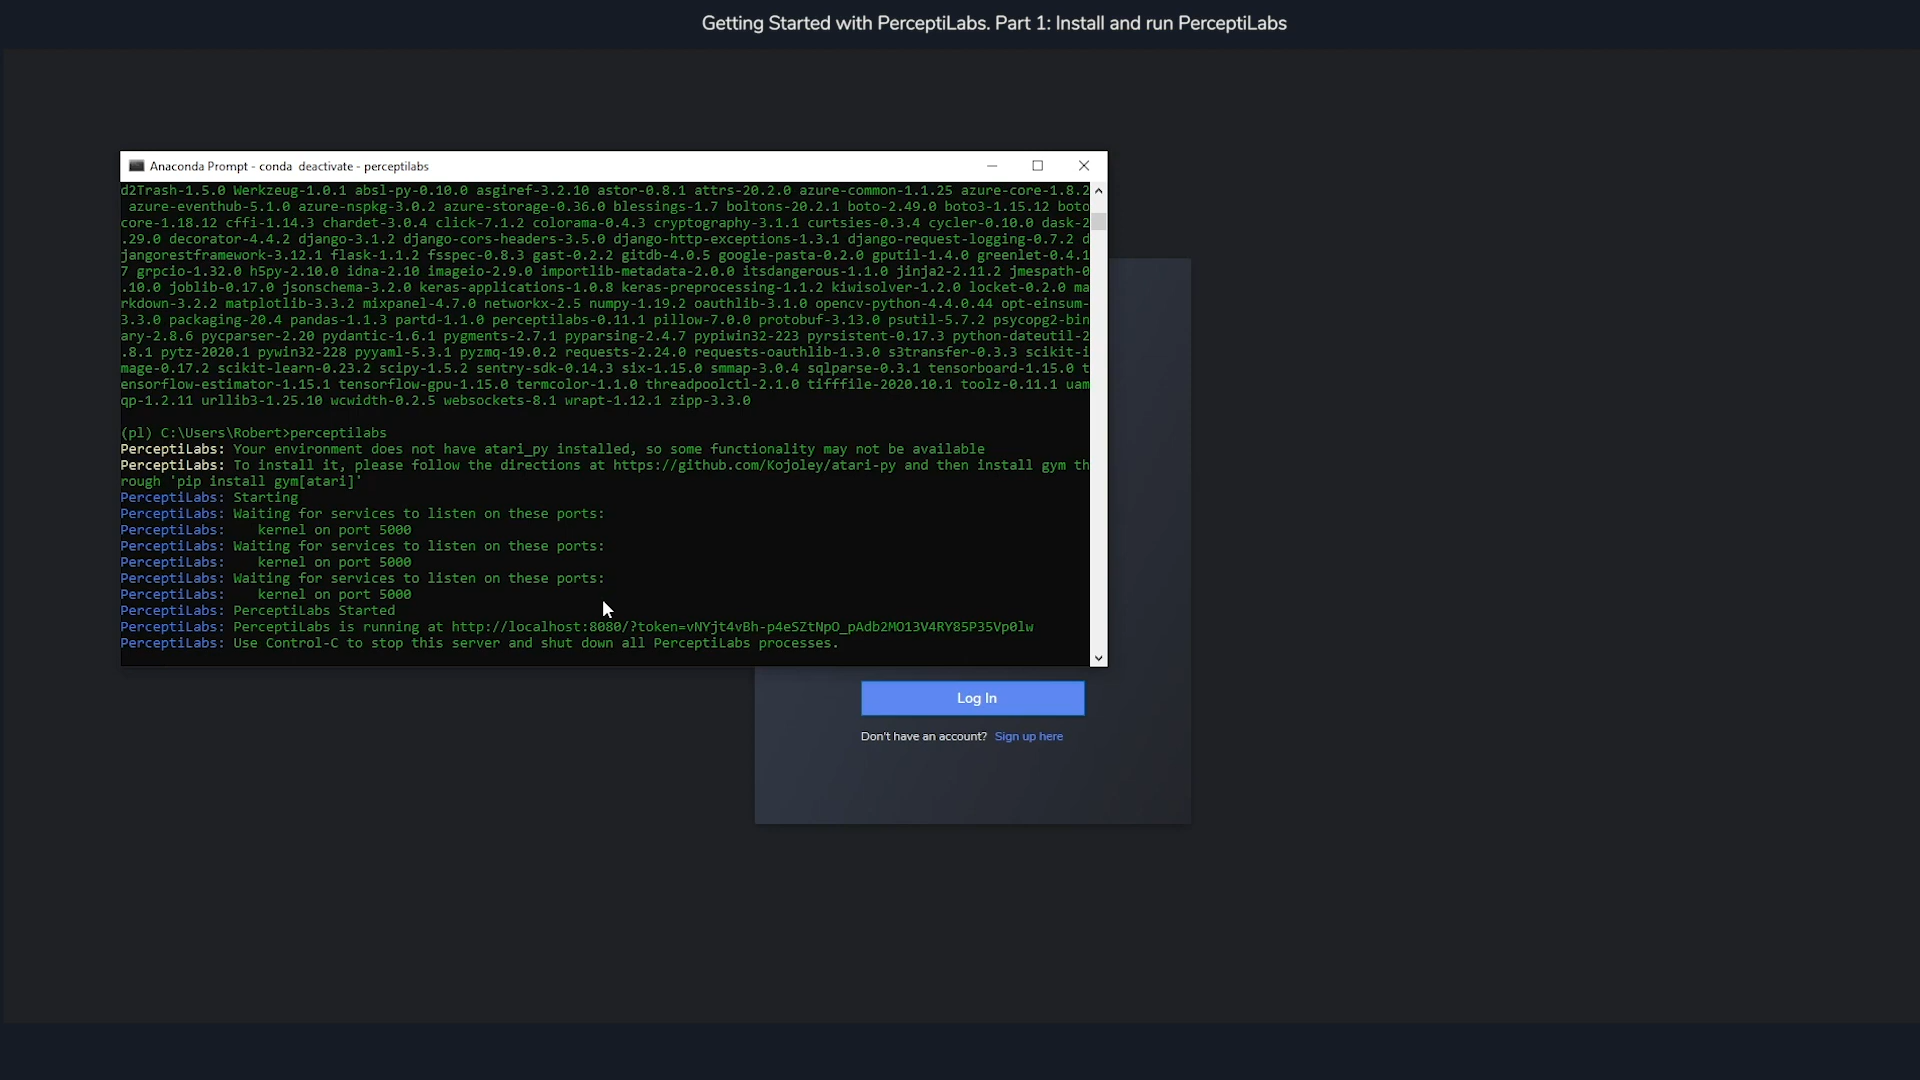 Getting Started with PerceptiLabs. Part 1: Install and run PerceptiLabs
Anaconda Prompt - conda  deactivate - perceptilabs
d2Trash-1.5.0 Werkzeug-1.0.1 absl-py-0.10.0 asgiref-3.2.10 astor-0.8.1 attrs-20.2.0 azure-common-1.1.25 azure-core-1.8.2
azure-eventhub-5.1.0 azure-nspkg-3.0.2 azure-storage-0.36.0 blessings-1.7 boltons-20.2.1 boto-2.49.0 boto3-1.15.12 boto
core-1.18.12 cffi-1.14.3 chardet-3.0.4 click-7.1.2 colorama-0.4.3 cryptography-3.1.1 curtsies-0.3.4 cycler-0.10.0 dask-2
.29.0 decorator-4.4.2 django-3.1.2 django-cors-headers-3.5.0 django-http-exceptions-1.3.1 django-request-logging-0.7.2 d
jangorestframework-3.12.1 flask-1.1.2 fsspec-0.8.3 gast-0.2.2 gitdb-4.0.5 google-pasta-0.2.0 gputil-1.4.0 greenlet-0.4.1
7 grpcio-1.32.0 h5py-2.10.0 idna-2.10 imageio-2.9.0 importlib-metadata-2.0.0 itsdangerous-1.1.0 jinja2-2.11.2 jmespath-0
.10.0 joblib-0.17.0 jsonschema-3.2.0 keras-applications-1.0.8 keras-preprocessing-1.1.2 kiwisolver-1.2.0 locket-0.2.0 ma
rkdown-3.2.2 matplotlib-3.3.2 mixpanel-4.7.0 networkx-2.5 numpy-1.19.2 oauthlib-3.1.0 opencv-python-4.4.0.44 opt-einsum-
3.3.0 packaging-20.4 pandas-1.1.3 partd-1.1.0 perceptilabs-0.11.1 pillow-7.0.0 protobuf-3.13.0 psutil-5.7.2 psycopg2-bin
ary-2.8.6 pycparser-2.20 pydantic-1.6.1 pygments-2.7.1 pyparsing-2.4.7 pypiwin32-223 pyrsistent-0.17.3 python-dateutil-2
.8.1 pytz-2020.1 pywin32-228 pyyaml-5.3.1 pyzmq-19.0.2 requests-2.24.0 requests-oauthlib-1.3.0 s3transfer-0.3.3 scikit-i
mage-0.17.2 scikit-learn-0.23.2 scipy-1.5.2 sentry-sdk-0.14.3 six-1.15.0 smmap-3.0.4 sqlparse-0.3.1 tensorboard-1.15.0 t
ensorflow-estimator-1.15.1 tensorflow-gpu-1.15.0 termcolor-1.1.0 threadpoolctl-2.1.0 tifffile-2020.10.1 toolz-0.11.1 uam
qp-1.2.11 urllib3-1.25.10 wcwidth-0.2.5 websockets-8.1 wrapt-1.12.1 zipp-3.3.0
(pl) C:\Users\Robert>perceptilabs
PerceptiLabs: Your environment does not have atari_py installed, so some functionality may not be available
PerceptiLabs: To install it, please follow the directions at https://github.com/Kojoley/atari-py and then install gym th
rough 'pip install gym[atari]'
PerceptiLabs: Starting
PerceptiLabs: Waiting for services to listen on these ports:
PerceptiLabs:    kernel on port 5000
PerceptiLabs: Waiting for services to listen on these ports:
PerceptiLabs:    kernel on port 5000
PerceptiLabs: Waiting for services to listen on these ports:
PerceptiLabs:    kernel on port 5000
PerceptiLabs: PerceptiLabs Started
PerceptiLabs: PerceptiLabs is running at http://localhost:8080/?token=vNYjt4vBh-p4eSZtNpO_pAdb2MO13V4RY85P35Vp0lw
PerceptiLabs: Use Control-C to stop this server and shut down all PerceptiLabs processes.
Log In
Don't have an account? Sign up here